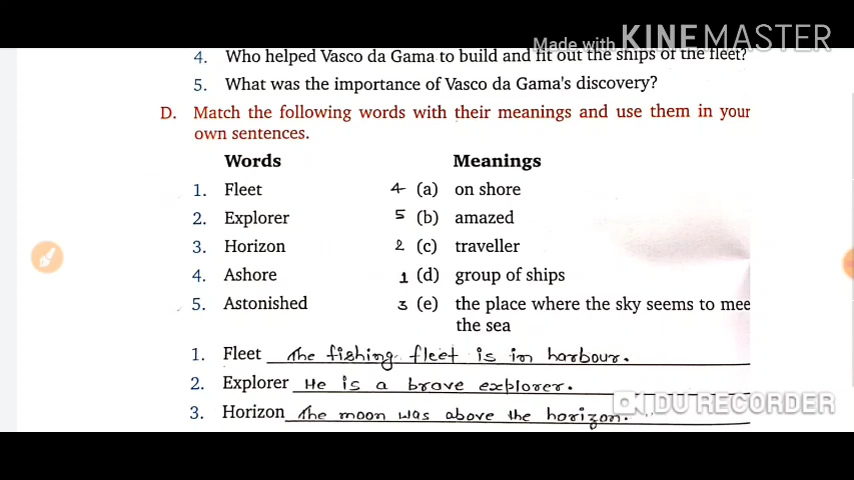 Made with KINEMASTER
4. Who helped Vasco da Gama to build and fit out the ships of the fleet?
5. What was the importance of Vasco da Gama's discovery?
D. Match the following words with their meanings and use them in your
own sentences.
Words Meanings
1. Fleet 4 (a) on shore
2. Explorer 5 (b) amazed
3. Horizon 2 (c) traveller
4. Ashore 1 (d) group of ships
5. Astonished 3 (e) the place where the sky seems to mee
the sea
1. Fleet The fishing fleet is in harbour.
2. Explorer He is a brave explorer.
3. Horizon The moon was above the horizon.
DU RECORDER